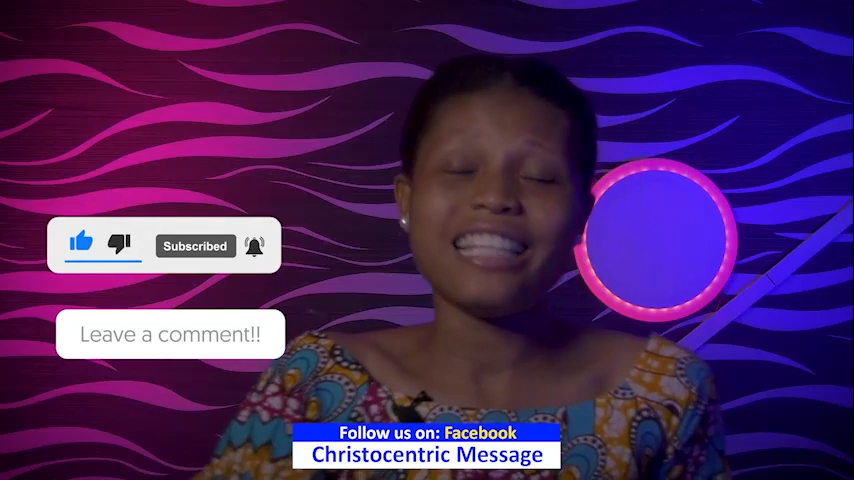 Subscribed
Leave a comment!!
Follow us on: Facebook
Christocentric Message